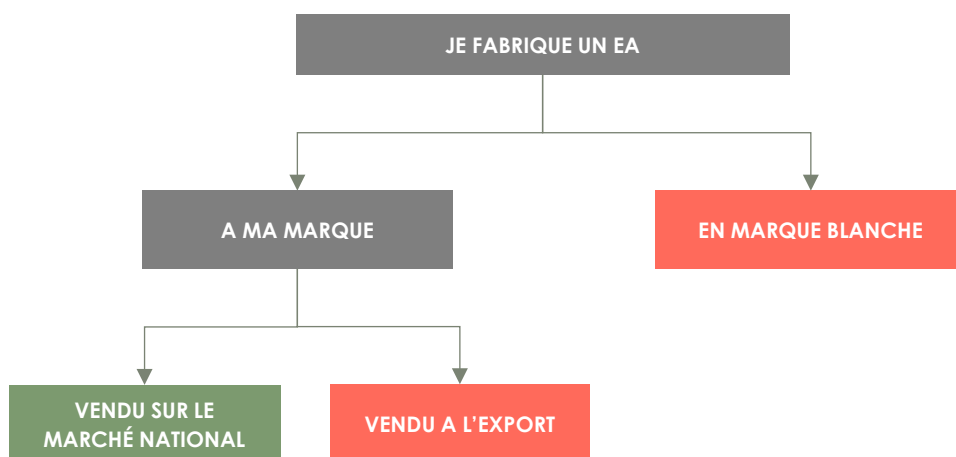 JE FABRIQUE UN EA
A MA MARQUE
EN MARQUE BLANCHE
VENDU SUR LE
MARCHÉ NATIONAL
VENDU A L'EXPORT